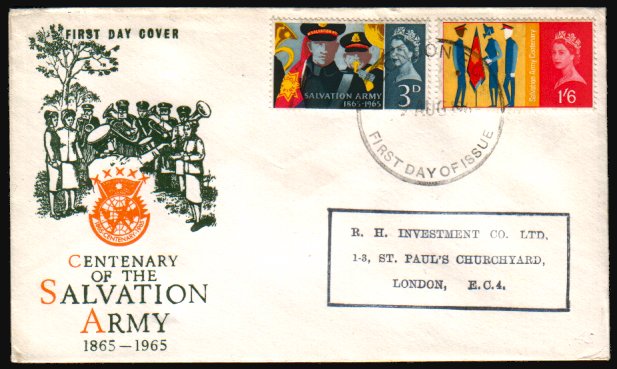 FIRST DAY COVER
SALVATION ARMY
1865-1965
3D
Salvation Army Centenary
1'6
AUG
FIRST DAY OF ISSUE
R. H. INVESTMENT CO. LTD.
1-3, ST. PAUL'S CHURCHYARD,
LONDON, E.C.4.
CENTENARY
OF THE
SALVATION
ARMY
1865–1965